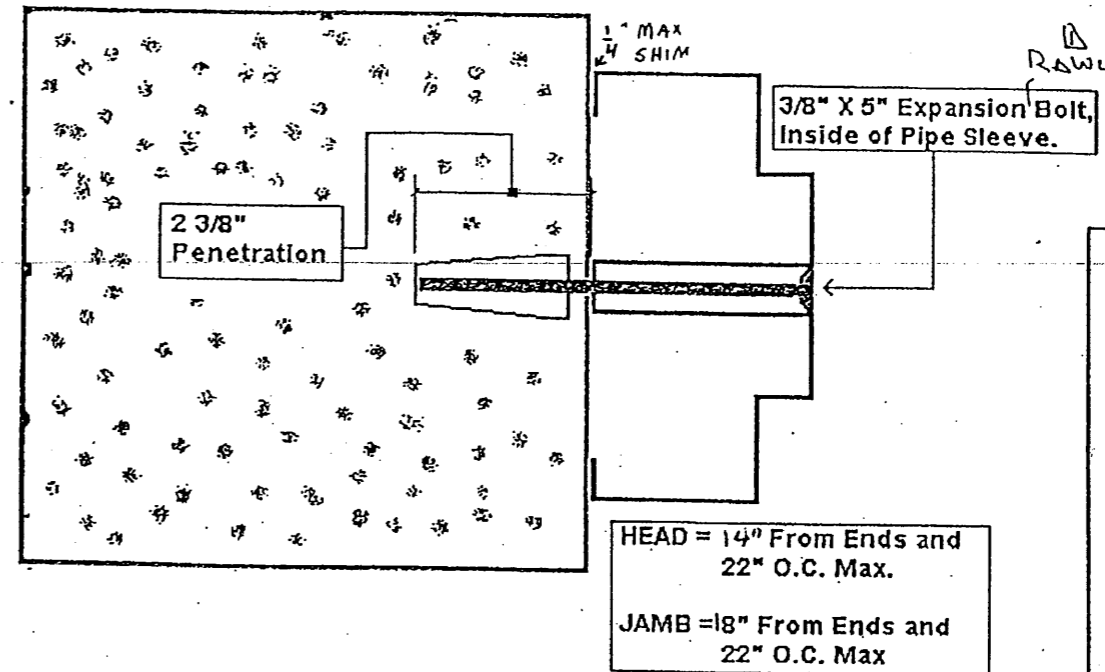 1/4" MAX
SHIM
RAWL
3/8" X 5" Expansion Bolt,
Inside of Pipe Sleeve.
2 3/8"
Penetration
HEAD = 14" From Ends and
22" O.C. Max.
JAMB =18" From Ends and
22" O.C. Max